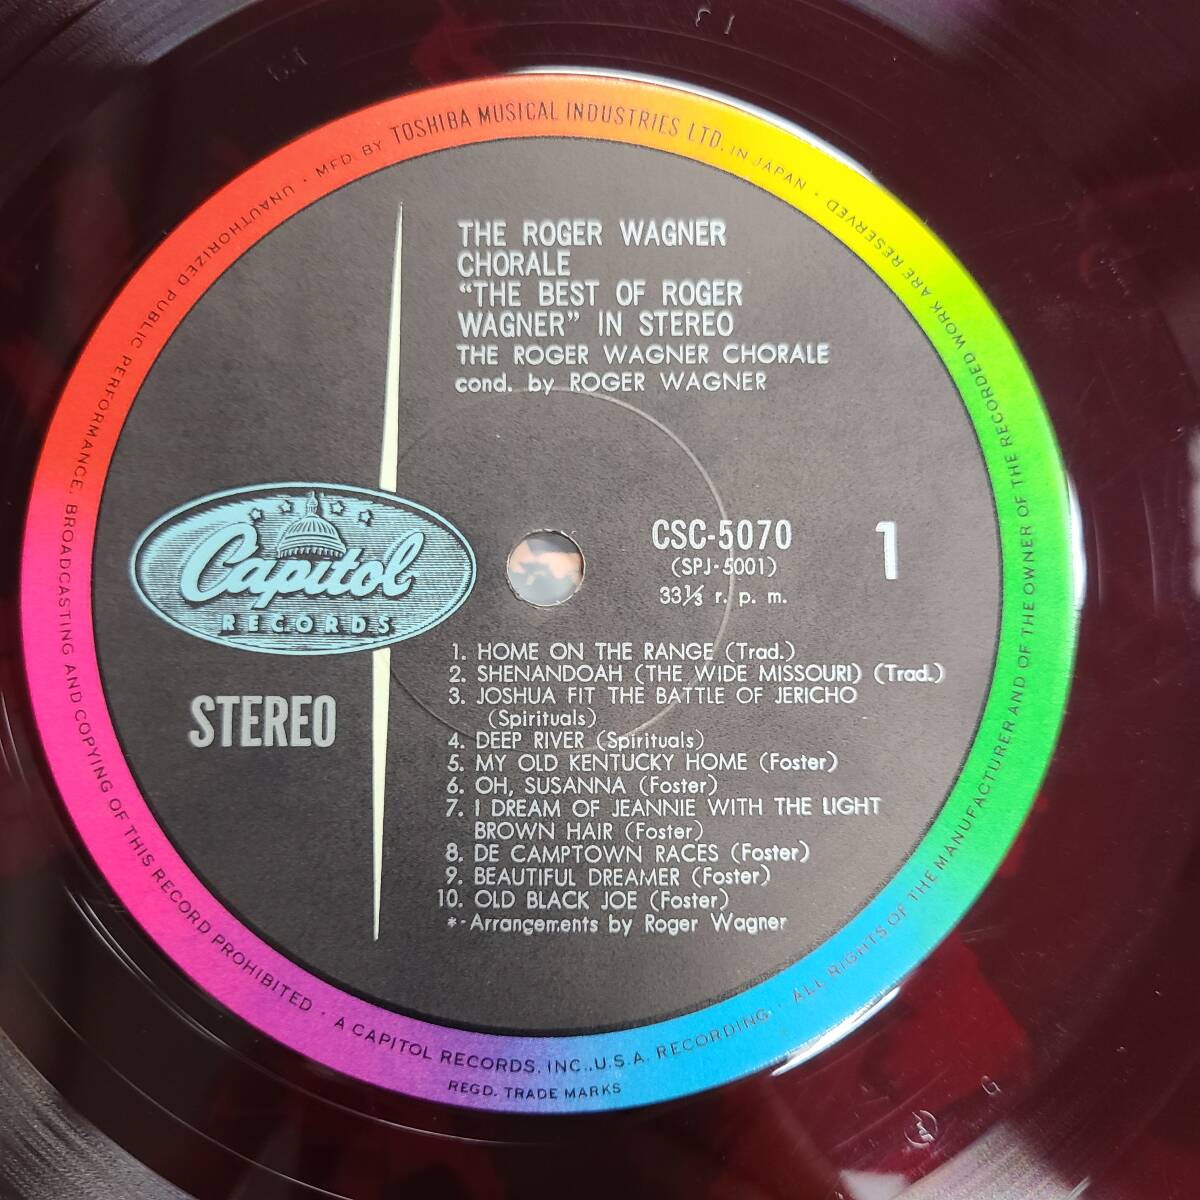 MFD. BY TOSHIBA MUSICAL INDUSTRIES LTD. IN JAPAN · ALL RIGHTS OF THE MANUFACTURER AND OF THE OWNER OF THE RECORDED WORK ARE RESERVED · UNAUTHORIZED PUBLIC PERFORMANCE, BROADCASTING AND COPYING OF THIS RECORD PROHIBITED · A CAPITOL RECORDS, INC., U.S.A. RECORDING ·
REGD. TRADE MARKS
THE ROGER WAGNER
CHORALE
“THE BEST OF ROGER
WAGNER” IN STEREO
THE ROGER WAGNER CHORALE
cond. by ROGER WAGNER
Capitol
RECORDS
STEREO
CSC-5070
(SPJ-5001)
33⅓ r. p. m.
1
1. HOME ON THE RANGE (Trad.)
2. SHENANDOAH (THE WIDE MISSOURI) (Trad.)
3. JOSHUA FIT THE BATTLE OF JERICHO
(Spirituals)
4. DEEP RIVER (Spirituals)
5. MY OLD KENTUCKY HOME (Foster)
6. OH, SUSANNA (Foster)
7. I DREAM OF JEANNIE WITH THE LIGHT
BROWN HAIR (Foster)
8. DE CAMPTOWN RACES (Foster)
9. BEAUTIFUL DREAMER (Foster)
10. OLD BLACK JOE (Foster)
*-Arrangements by Roger Wagner